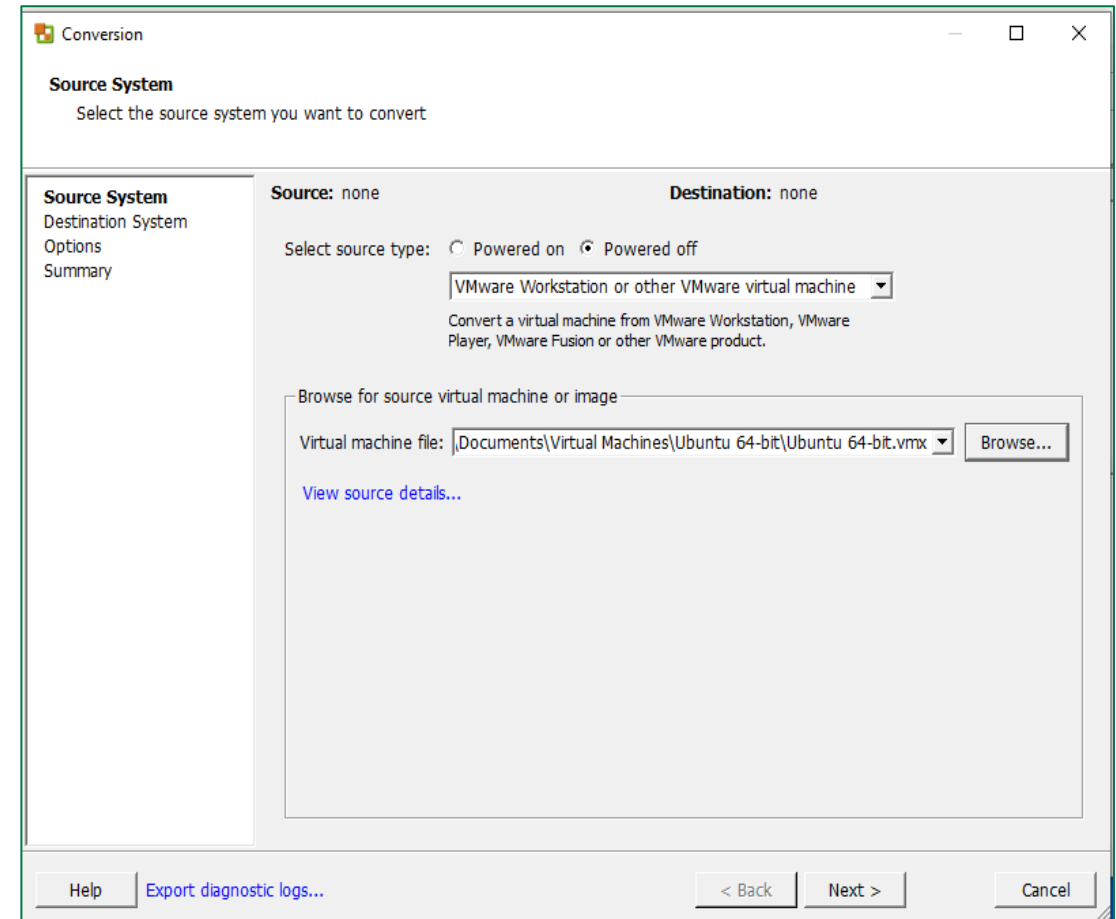 Conversion
Source System
Select the source system you want to convert
Source System
Destination System
Options
Summary
Source: none
Destination: none
Select source type: Powered on Powered off
VMware Workstation or other VMware virtual machine
Convert a virtual machine from VMware Workstation, VMware
Player, VMware Fusion or other VMware product.
Browse for source virtual machine or image
Virtual machine file: \Documents\Virtual Machines\Ubuntu 64-bit\Ubuntu 64-bit.vmx Browse...
View source details...
Help Export diagnostic logs... < Back Next > Cancel